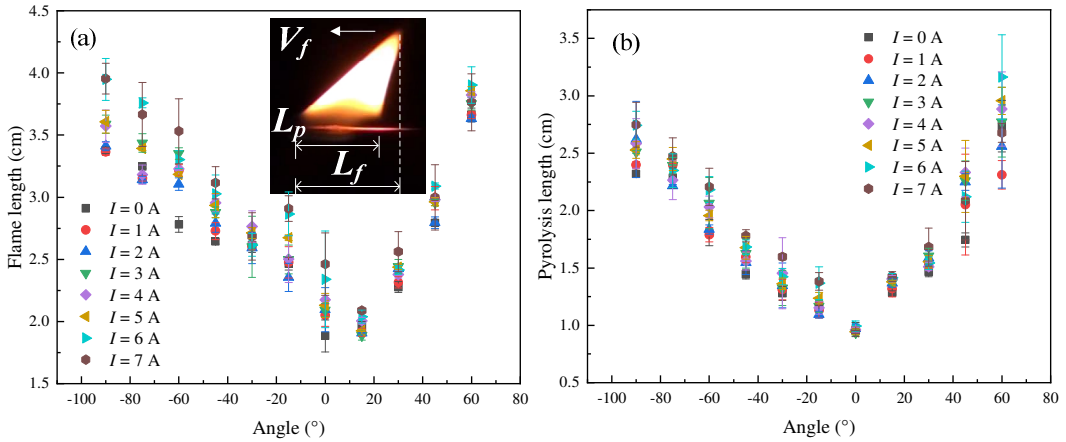 (a)
V_f
L_p
L_f
I = 0 A
I = 1 A
I = 2 A
I = 3 A
I = 4 A
I = 5 A
I = 6 A
I = 7 A
4.5
4.0
3.5
3.0
2.5
2.0
1.5
Flame length (cm)
-100 -80 -60 -40 -20 0 20 40 60 80
Angle (°)
(b)
I = 0 A
I = 1 A
I = 2 A
I = 3 A
I = 4 A
I = 5 A
I = 6 A
I = 7 A
3.5
3.0
2.5
2.0
1.5
1.0
0.5
Pyrolysis length (cm)
-100 -80 -60 -40 -20 0 20 40 60 80
Angle (°)